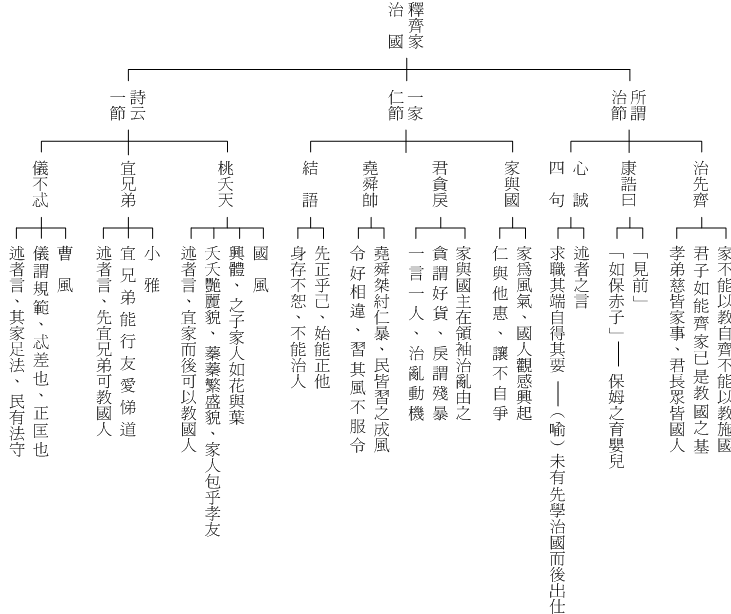 釋齊家
治國
所謂
治節
治先齊
家不能以教自齊不能以教施國
君子如能齊家已是教國之基
孝弟慈皆家事、君長眾皆國人
康誥曰
「見前」
「如保赤子」——保姆之育嬰兒
心誠
四句
述者之言
求職其端自得其要——（喻）未有先學治國而後出仕
一家
仁節
家與國
家為風氣、國人觀感興起
仁與他惠、讓不自爭
君貪戾
家與國主在領袖治亂由之
貪謂好貨、戾謂殘暴
一言一人、治亂動機
堯舜帥
堯舜桀紂仁暴、民皆習之成風
令好相違、習其風不服令
結語
先正乎己、始能正他
身存不恕、不能治人
詩云
一節
桃夭夭
國風
興體、之子家人如花與葉
夭夭艷麗貌、蓁蓁繁盛貌、家人包乎孝友
述者言、宜家而後可以教國人
宜兄弟
小雅
宜兄弟能行友愛悌道
述者言、先宜兄弟可教國人
儀不忒
曹風
儀謂規範、忒差也、正匡也
述者言、其家足法、民有法守